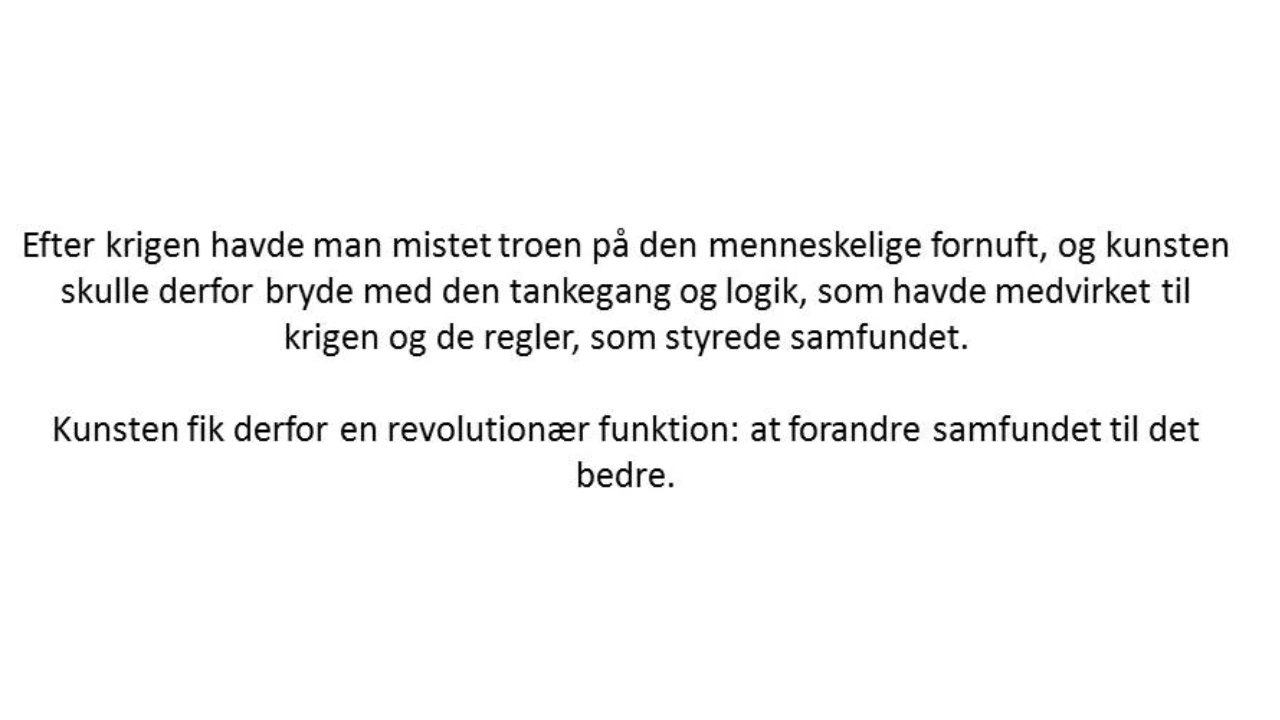 Efter krigen havde man mistet troen på den menneskelige fornuft, og kunsten
skulle derfor bryde med den tankegang og logik, som havde medvirket til
krigen og de regler, som styrede samfundet.
Kunsten fik derfor en revolutionær funktion: at forandre samfundet til det
bedre.